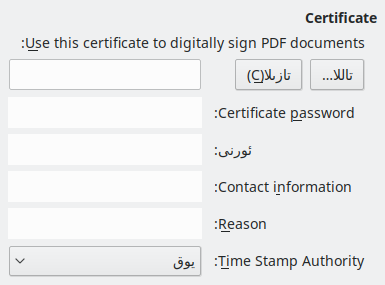 Certificate
Use this certificate to digitally sign PDF documents:
تاللا...
تازىلا(C)
Certificate password:
ئورنى:
Contact information:
Reason:
Time Stamp Authority:
يوق